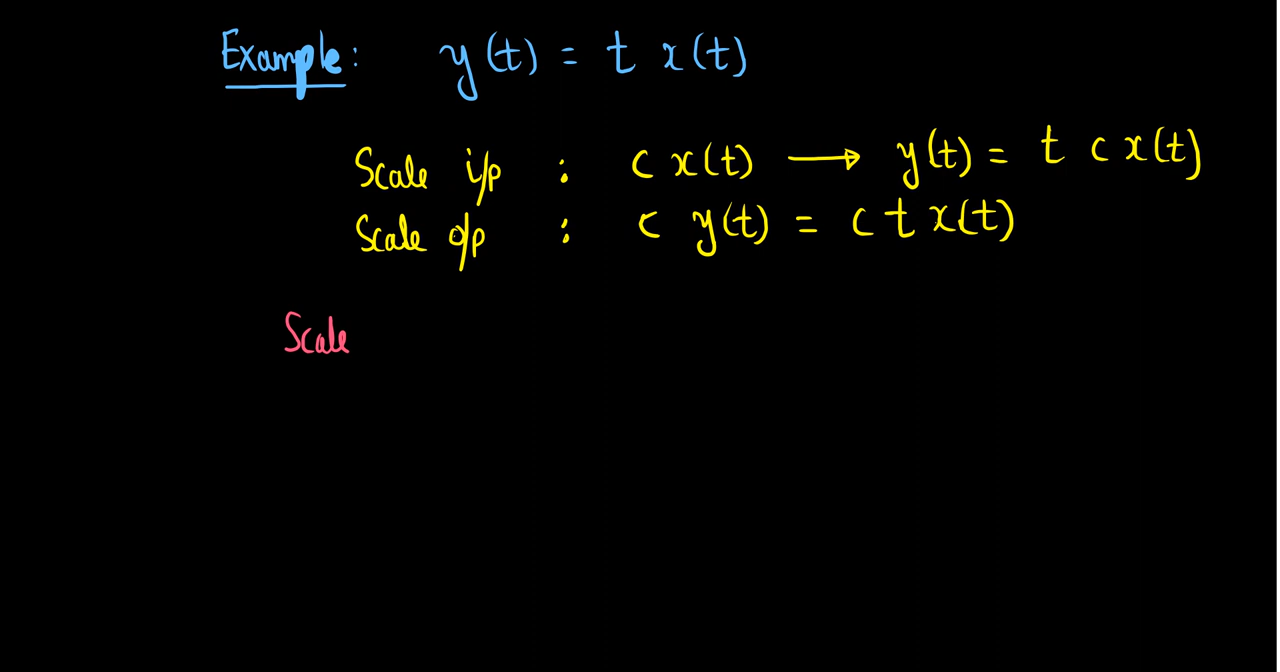 Example: y(t) = t x(t)
Scale i/p : c x(t) ⟶ y(t) = t c x(t)
Scale o/p : c y(t) = c t x(t)
Scale